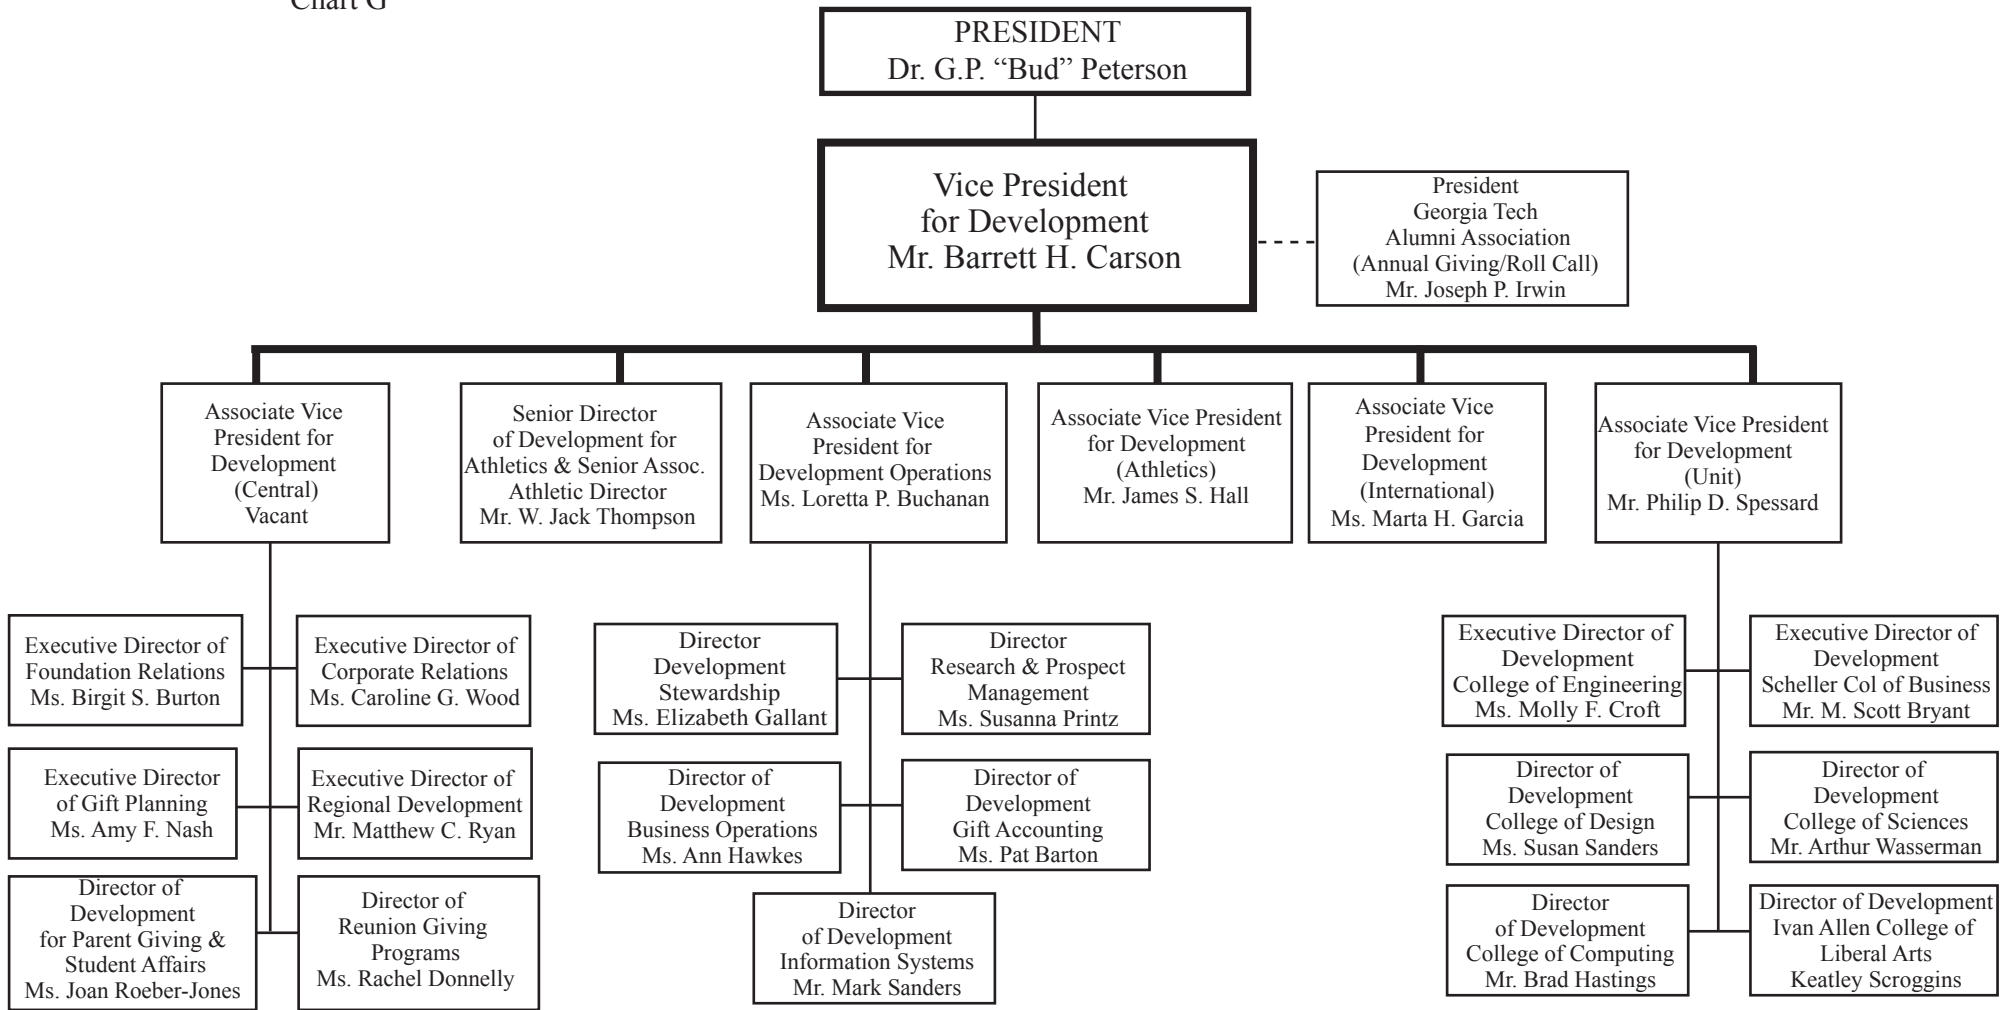 Chart G
PRESIDENT
Dr. G.P. “Bud” Peterson
Vice President
for Development
Mr. Barrett H. Carson
President
Georgia Tech
Alumni Association
(Annual Giving/Roll Call)
Mr. Joseph P. Irwin
Associate Vice
President for
Development
(Central)
Vacant
Senior Director
of Development for
Athletics & Senior Assoc.
Athletic Director
Mr. W. Jack Thompson
Associate Vice
President for
Development Operations
Ms. Loretta P. Buchanan
Associate Vice President
for Development
(Athletics)
Mr. James S. Hall
Associate Vice
President for
Development
(International)
Ms. Marta H. Garcia
Associate Vice President
for Development
(Unit)
Mr. Philip D. Spessard
Executive Director of
Foundation Relations
Ms. Birgit S. Burton
Executive Director of
Corporate Relations
Ms. Caroline G. Wood
Executive Director
of Gift Planning
Ms. Amy F. Nash
Executive Director of
Regional Development
Mr. Matthew C. Ryan
Director of
Development
for Parent Giving &
Student Affairs
Ms. Joan Roeber-Jones
Director of
Reunion Giving
Programs
Ms. Rachel Donnelly
Director
Development
Stewardship
Ms. Elizabeth Gallant
Director
Research & Prospect
Management
Ms. Susanna Printz
Director of
Development
Business Operations
Ms. Ann Hawkes
Director of
Development
Gift Accounting
Ms. Pat Barton
Director
of Development
Information Systems
Mr. Mark Sanders
Executive Director of
Development
College of Engineering
Ms. Molly F. Croft
Executive Director of
Development
Scheller Col of Business
Mr. M. Scott Bryant
Director of
Development
College of Design
Ms. Susan Sanders
Director of
Development
College of Sciences
Mr. Arthur Wasserman
Director
of Development
College of Computing
Mr. Brad Hastings
Director of Development
Ivan Allen College of
Liberal Arts
Keatley Scroggins